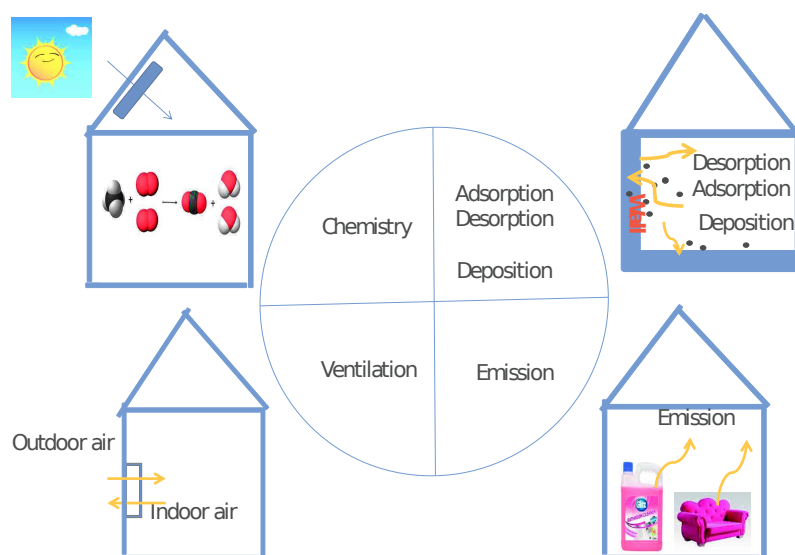 Desorption
Adsorption
Deposition
Wall
Chemistry
Adsorption
Desorption
Deposition
+
+
Ventilation
Emission
Outdoor air
Indoor air
Emission